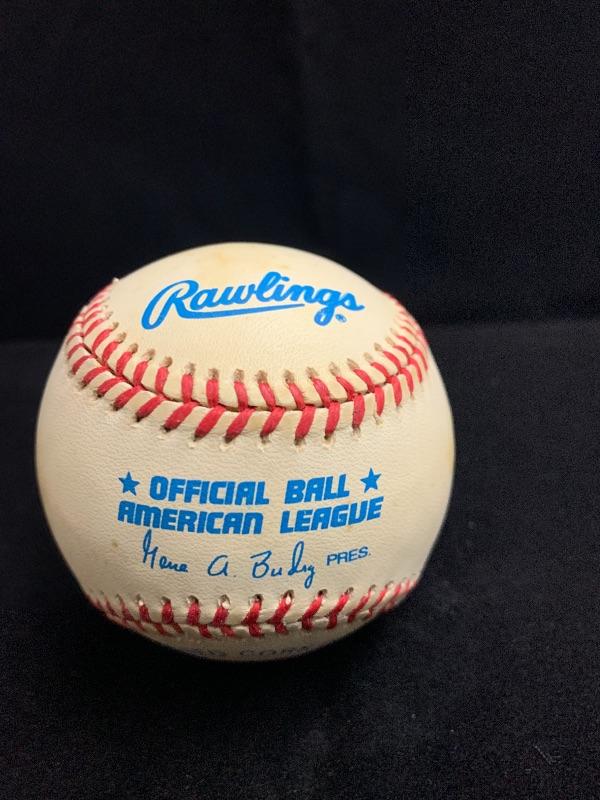 Rawlings®
★ OFFICIAL BALL ★
AMERICAN LEAGUE
Gene A. Budig PRES.